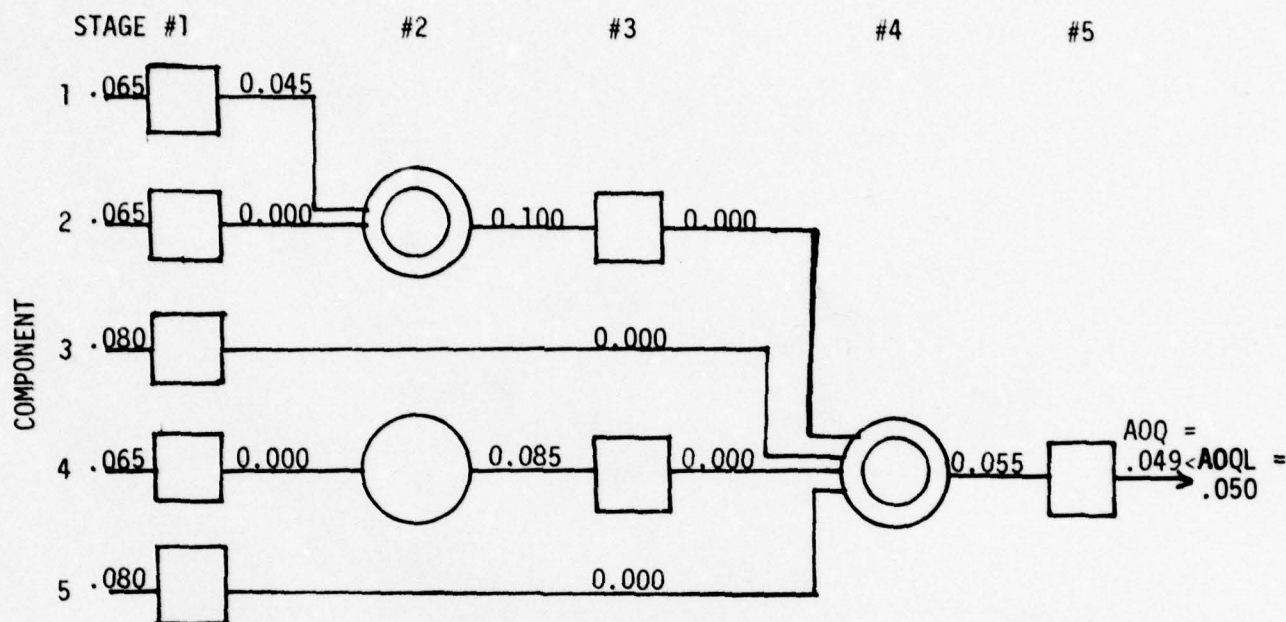 STAGE #1 #2 #3 #4 #5
1 .065 0.045
2 .065 0.000 0.100 0.000
COMPONENT
3 .080 0.000
4 .065 0.000 0.085 0.000 0.055
AOQ =
.049<AOQL =
.050
5 .080 0.000